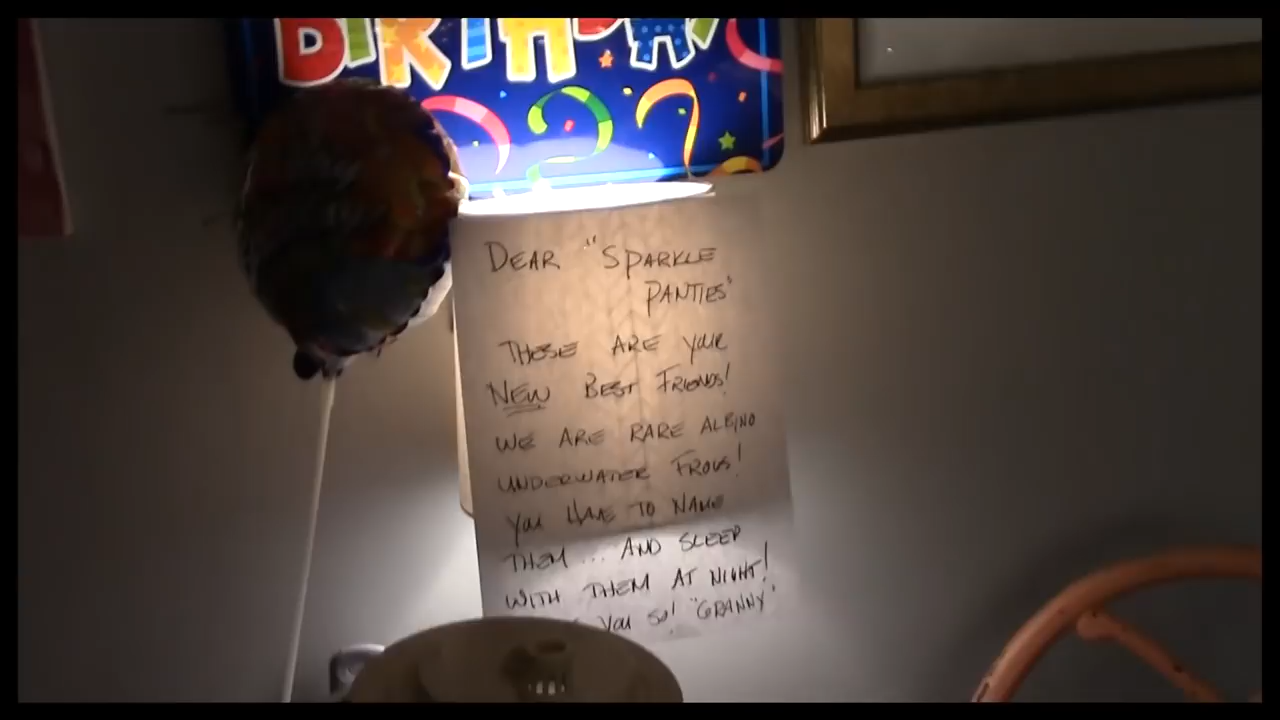 BIRTHDAY
DEAR "SPARKLE
PANTIES"
THESE ARE YOUR
NEW BEST FRIENDS!
WE ARE RARE ALBINO
UNDERWATER FROGS!
YOU HAVE TO NAME
THEM... AND SLEEP
WITH THEM AT NIGHT!
YOU SO! "GRANNY"